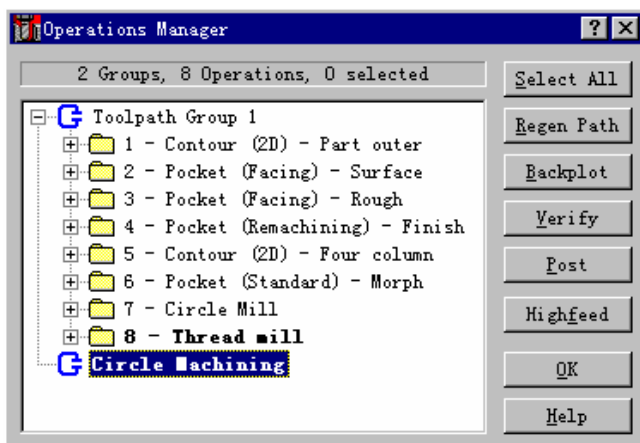 Operations Manager
2 Groups, 8 Operations, 0 selected
Toolpath Group 1
1 - Contour (2D) - Part outer
2 - Pocket (Facing) - Surface
3 - Pocket (Facing) - Rough
4 - Pocket (Remachining) - Finish
5 - Contour (2D) - Four column
6 - Pocket (Standard) - Morph
7 - Circle Mill
8 - Thread mill
Circle Machining
Select All
Regen Path
Backplot
Verify
Post
Highfeed
OK
Help